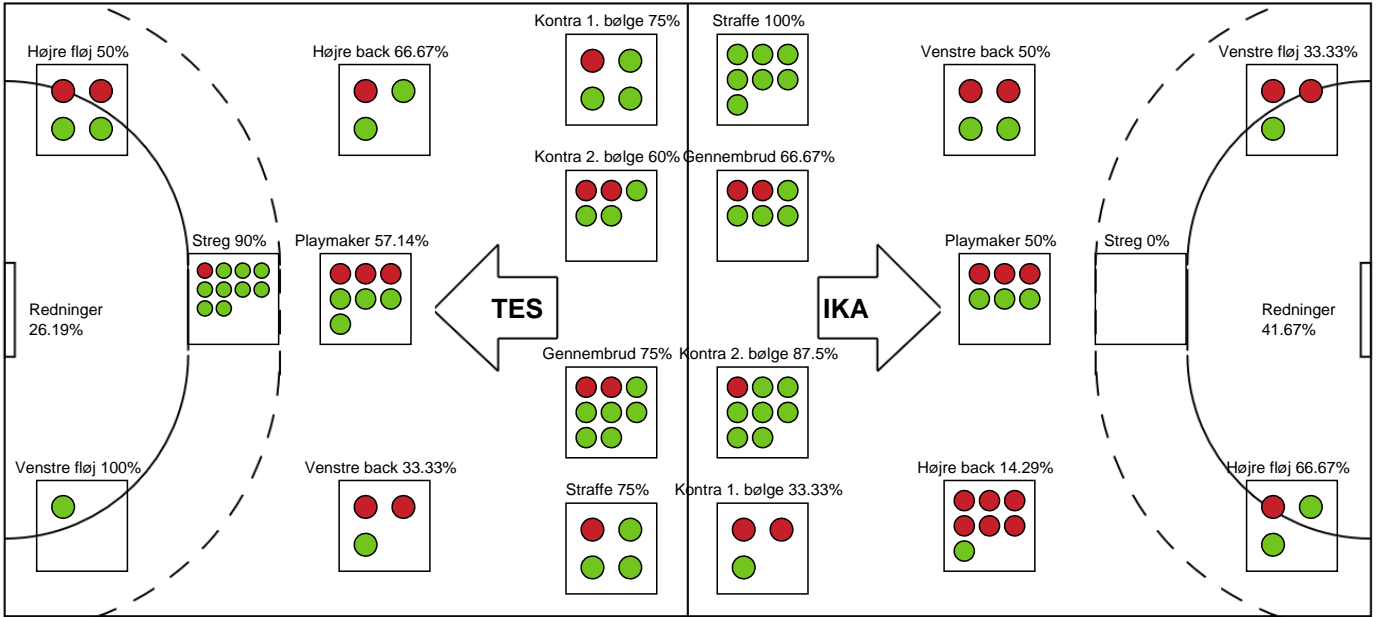 Kontra 1. bølge 75%
Straffe 100%
Højre fløj 50%
Højre back 66.67%
Venstre back 50%
Venstre fløj 33.33%
Kontra 2. bølge 60%
Gennembrud 66.67%
Streg 90%
Playmaker 57.14%
Playmaker 50%
Streg 0%
Redninger
26.19%
TES
IKA
Redninger
41.67%
Gennembrud 75%
Kontra 2. bølge 87.5%
Venstre fløj 100%
Venstre back 33.33%
Højre back 14.29%
Højre fløj 66.67%
Straffe 75%
Kontra 1. bølge 33.33%